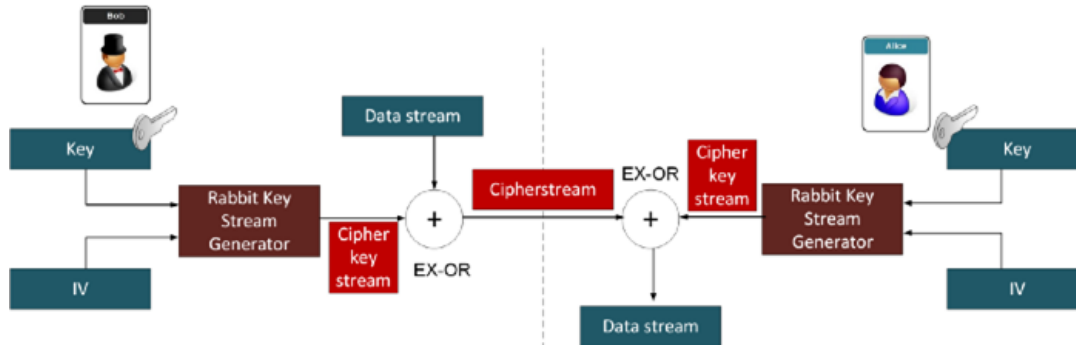 Bob
Key
IV
Rabbit Key
Stream
Generator
Cipher
key
stream
Data stream
EX-OR
Cipherstream
EX-OR
Data stream
Cipher
key
stream
Rabbit Key
Stream
Generator
Alice
Key
IV